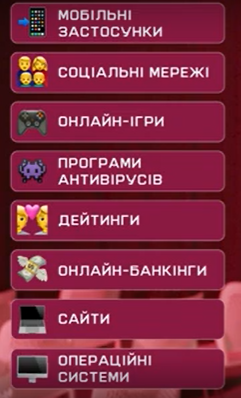 МОБІЛЬНІ
ЗАСТОСУНКИ
СОЦІАЛЬНІ МЕРЕЖІ
ОНЛАЙН-ІГРИ
ПРОГРАМИ
АНТИВІРУСІВ
ДЕЙТИНГИ
ОНЛАЙН-БАНКІНГИ
САЙТИ
ОПЕРАЦІЙНІ
СИСТЕМИ